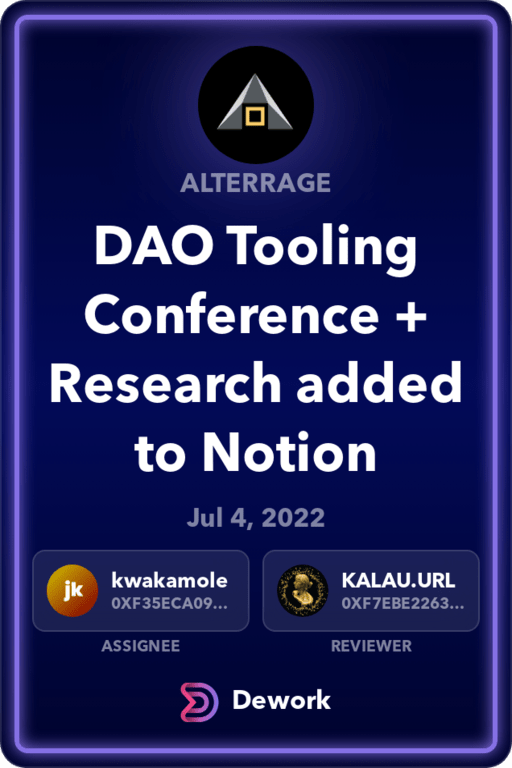 ALTERRAGE
DAO Tooling
Conference +
Research added
to Notion
Jul 4, 2022
jk
kwakamole
0XF35ECA09...
KALAU.URL
0XF7EBE2263...
ASSIGNEE
REVIEWER
Dework